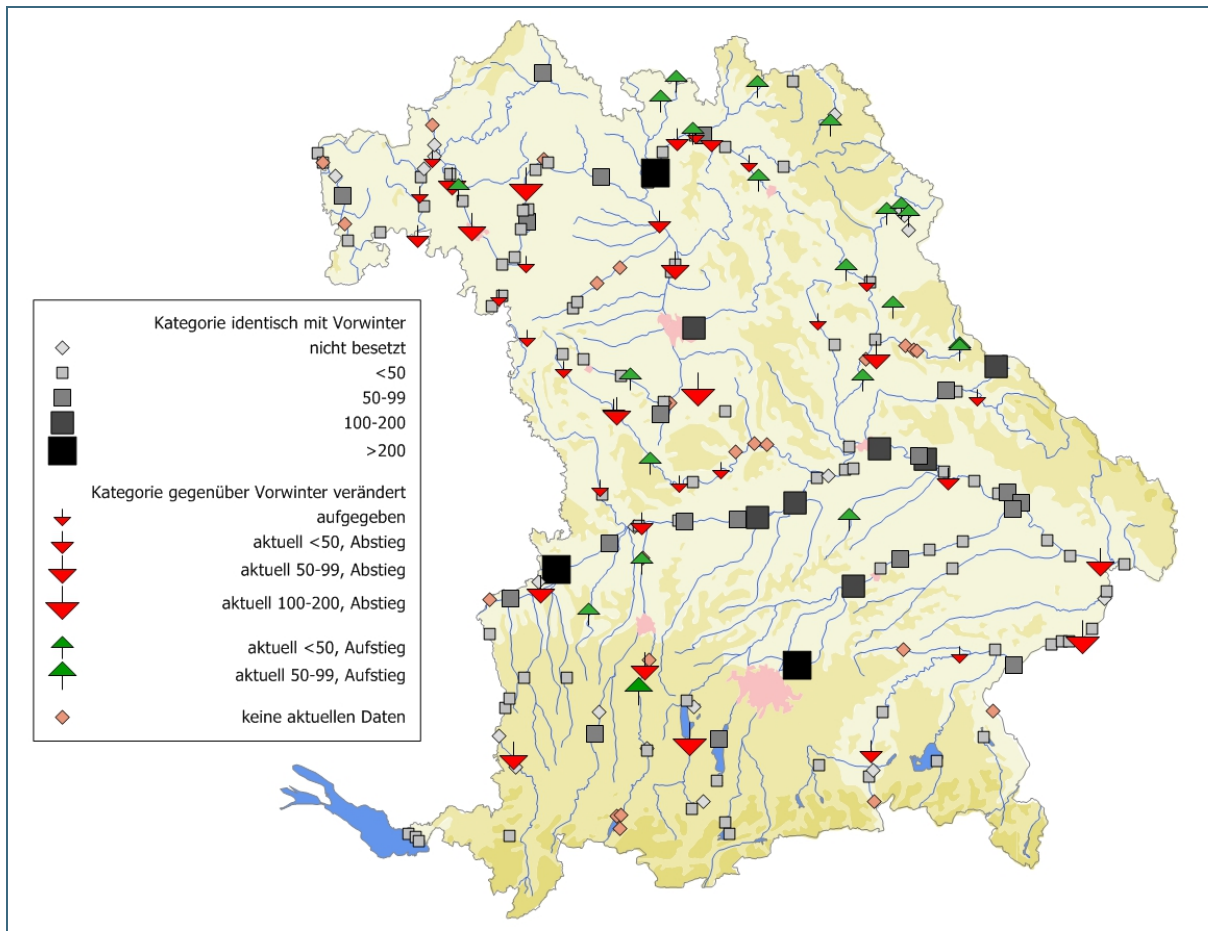 Kategorie identisch mit Vorwinter
nicht besetzt
<50
50-99
100-200
>200
Kategorie gegenüber Vorwinter verändert
aufgegeben
aktuell <50, Abstieg
aktuell 50-99, Abstieg
aktuell 100-200, Abstieg
aktuell <50, Aufstieg
aktuell 50-99, Aufstieg
keine aktuellen Daten